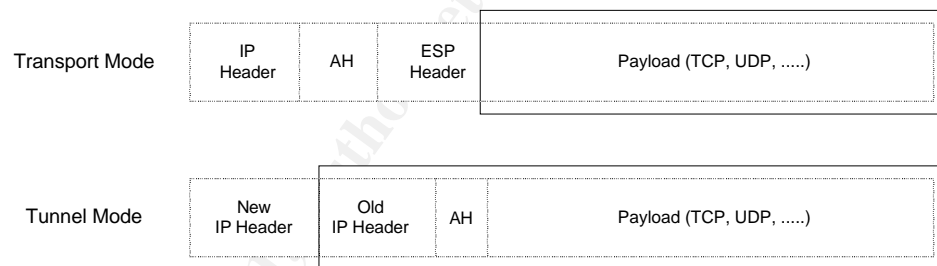 Transport Mode
IP
Header
AH
ESP
Header
Payload (TCP, UDP, .....)
Tunnel Mode
New
IP Header
Old
IP Header
AH
Payload (TCP, UDP, .....)